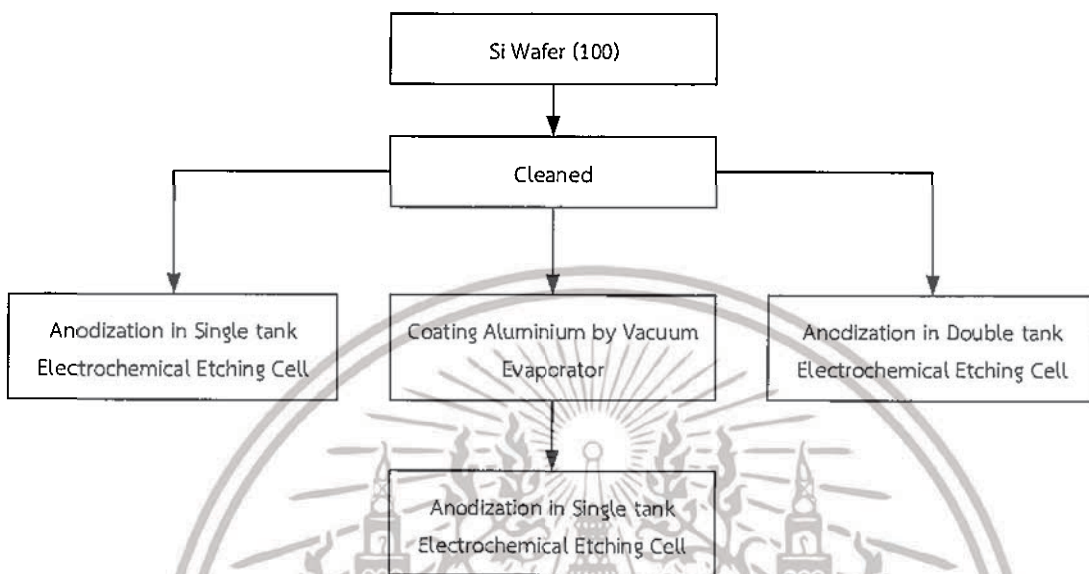 Si Wafer (100)
Cleaned
Anodization in Single tank
Electrochemical Etching Cell
Coating Aluminium by Vacuum
Evaporator
Anodization in Double tank
Electrochemical Etching Cell
Anodization in Single tank
Electrochemical Etching Cell